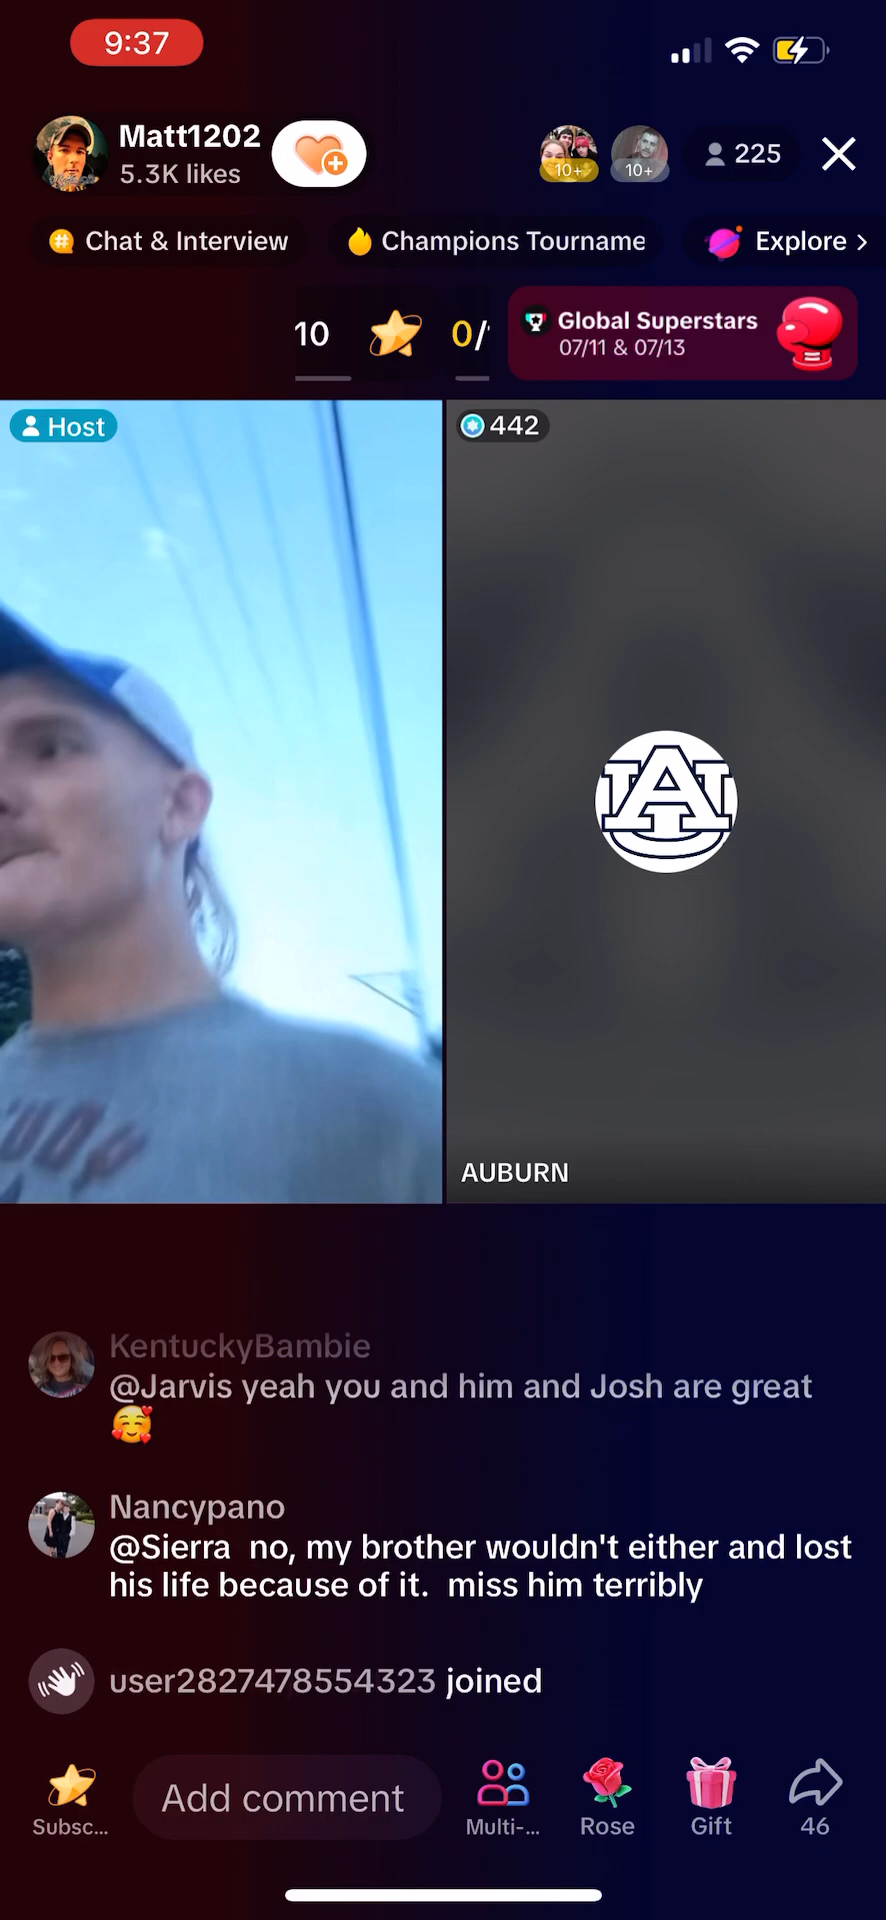 9:37
Matt1202
5.3K likes
10+
10+
225
Chat & Interview
Champions Tourname
Explore >
10
0/
Global Superstars
07/11 & 07/13
Host
442
AU
AUBURN
KentuckyBambie
@Jarvis yeah you and him and Josh are great
🥰
Nancypano
@Sierra  no, my brother wouldn't either and lost
his life because of it.  miss him terribly
user2827478554323 joined
Subsc...
Add comment
Multi-...
Rose
Gift
46